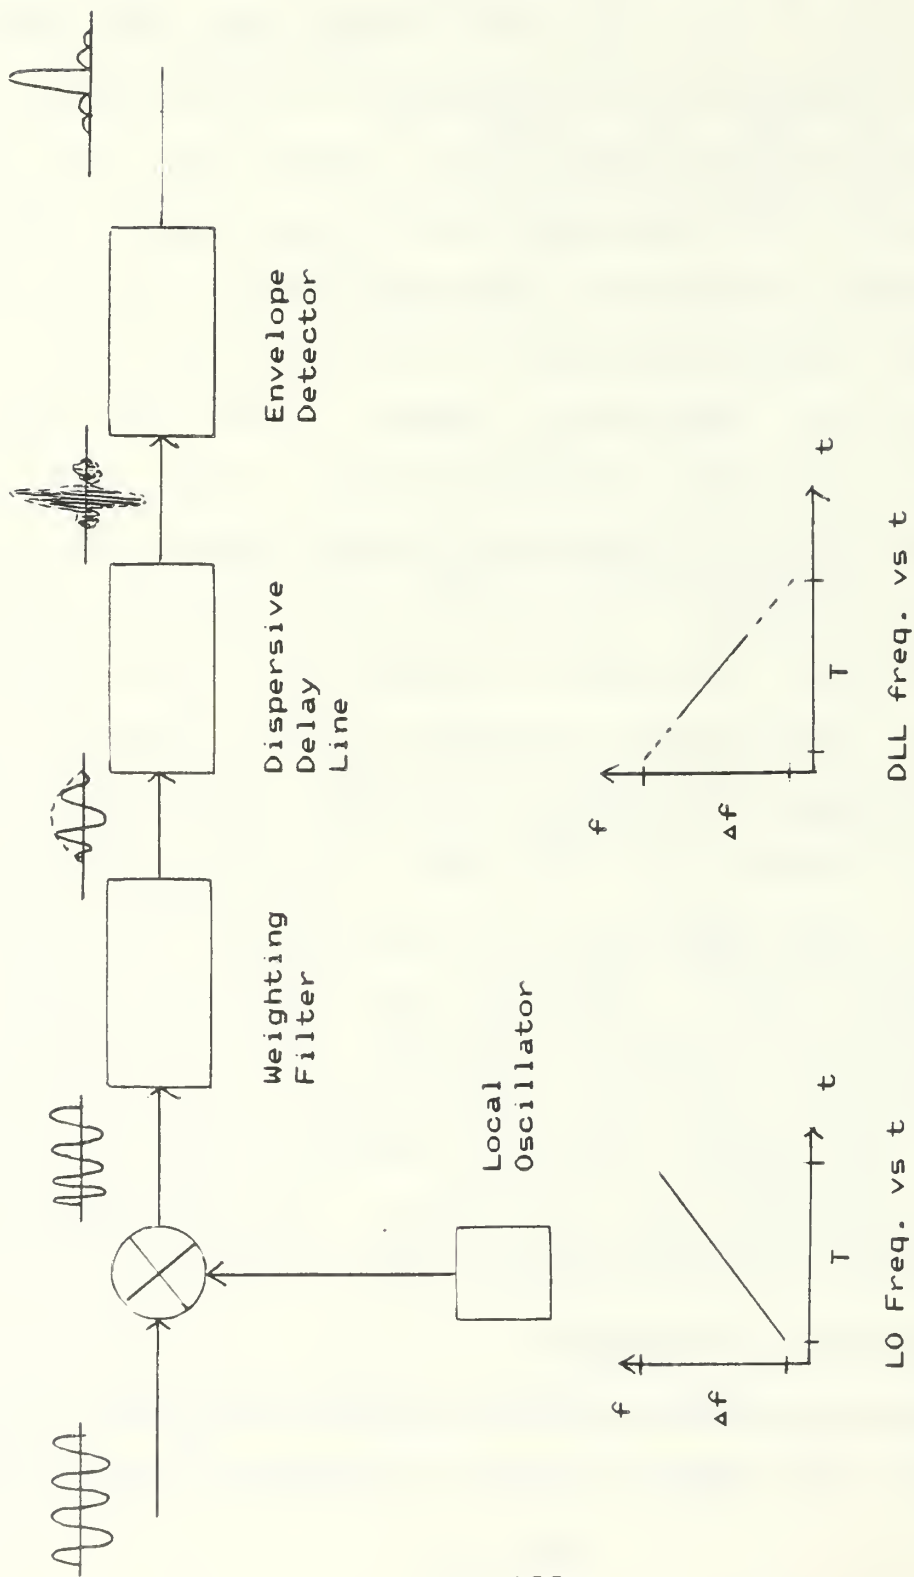 Weighting
Filter
Dispersive
Delay
Line
Envelope
Detector
Local
Oscillator
f
Δf
T
t
LO Freq. vs t
f
Δf
T
t
DLL freq. vs t